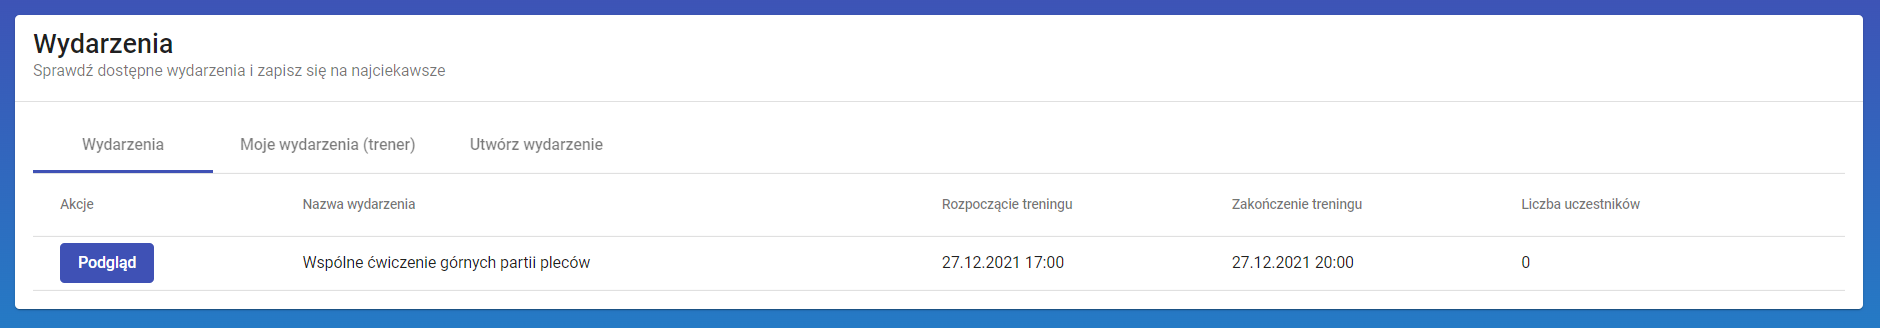 Wydarzenia
Sprawdź dostępne wydarzenia i zapisz się na najciekawsze
Wydarzenia Moje wydarzenia (trener) Utwórz wydarzenie
Akcje Nazwa wydarzenia Rozpoczącie treningu Zakończenie treningu Liczba uczestników
Podgląd Wspólne ćwiczenie górnych partii pleców 27.12.2021 17:00 27.12.2021 20:00 0